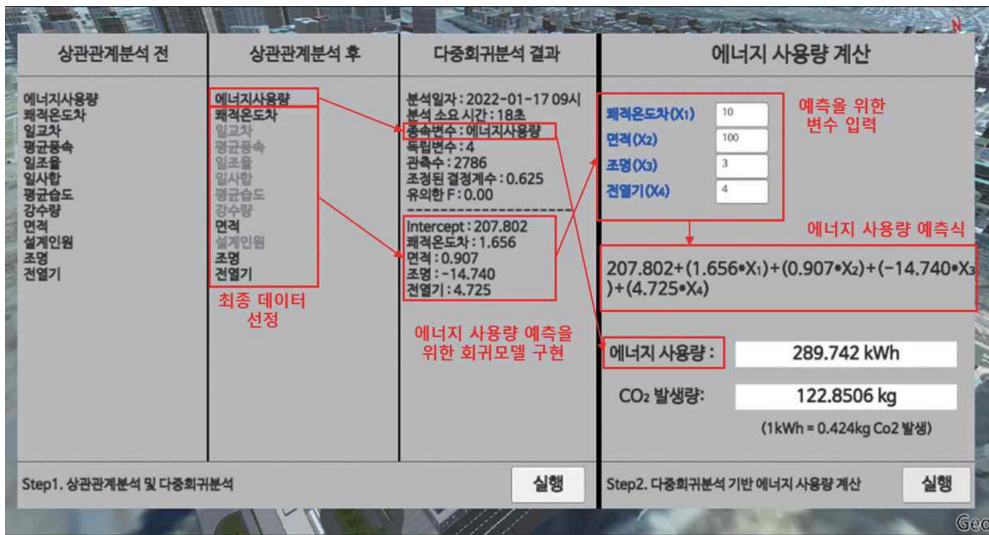 N
상관관계분석 전
상관관계분석 후
다중회귀분석 결과
에너지 사용량 계산
에너지사용량
쾌적온도차
일교차
평균풍속
일조율
일사합
평균습도
강수량
면적
설계인원
조명
전열기
에너지사용량
쾌적온도차
일교차
평균풍속
일조율
일사합
평균습도
강수량
면적
설계인원
조명
전열기
최종 데이터
선정
분석일자 : 2022-01-17 09시
분석 소요 시간 : 18초
종속변수 : 에너지사용량
독립변수 : 4
관측수 : 2786
조정된 결정계수 : 0.625
유의한 F : 0.00
------------------------
Intercept : 207.802
쾌적온도차 : 1.656
면적 : 0.907
조명 : -14.740
전열기 : 4.725
에너지 사용량 예측을
위한 회귀모델 구현
쾌적온도차(X1) 10
면적(X2) 100
조명(X3) 3
전열기(X4) 4
예측을 위한
변수 입력
에너지 사용량 예측식
207.802+(1.656*X1)+(0.907*X2)+(-14.740*X3
)+(4.725*X4)
에너지 사용량 : 289.742 kWh
CO2 발생량: 122.8506 kg
(1kWh = 0.424kg Co2 발생)
Step1. 상관관계분석 및 다중회귀분석 실행
Step2. 다중회귀분석 기반 에너지 사용량 계산 실행
Geo